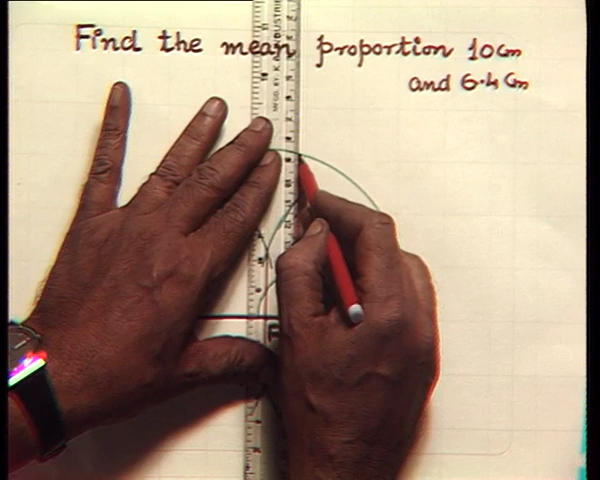 Find the mean proportion 10cm
and 6.4 cm